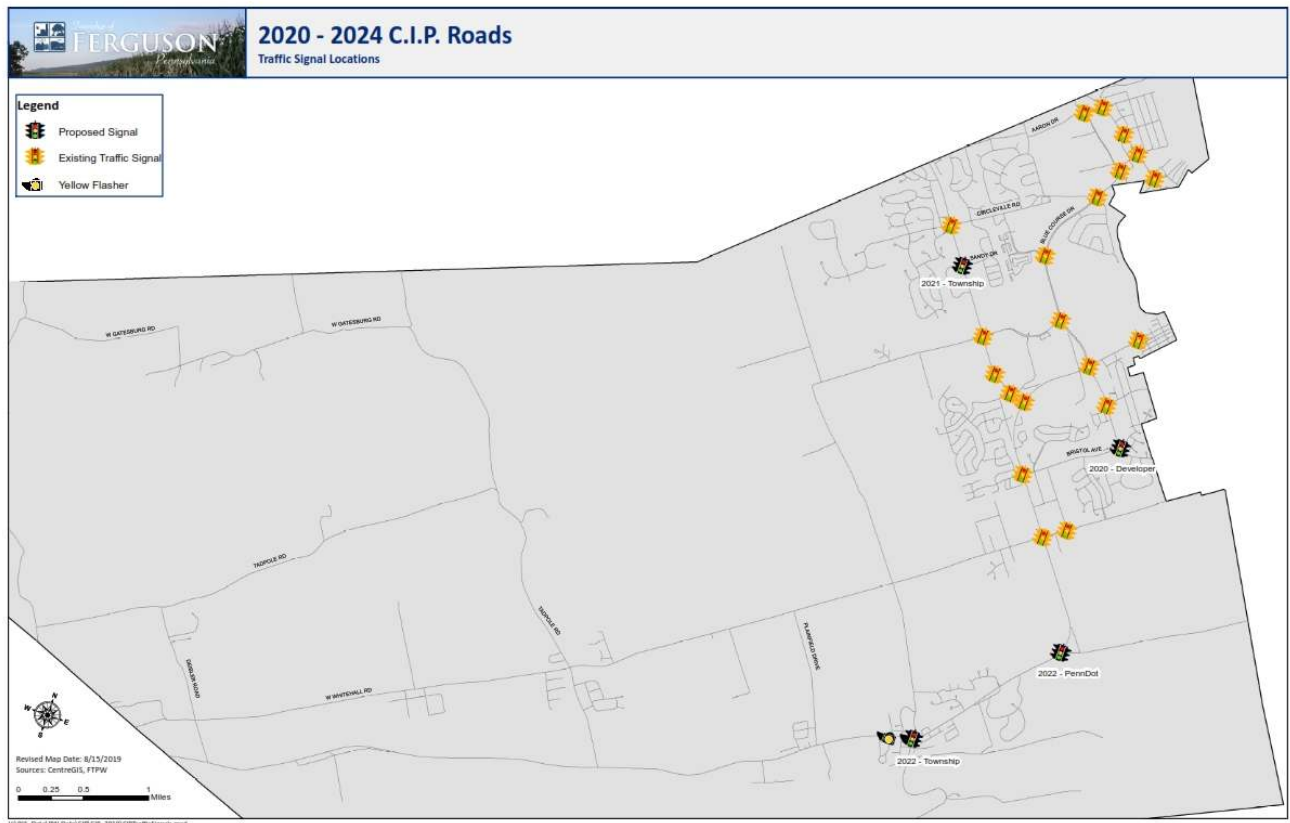 Township of
FERGUSON
Pennsylvania
2020 - 2024 C.I.P. Roads
Traffic Signal Locations
Legend
Proposed Signal
Existing Traffic Signal
Yellow Flasher
AARON DR
CIRCLEVILLE RD
BLUE COURSE DR
SANDY DR
2021 - Township
W GATESBURG RD
W GATESBURG RD
BRISTOL AVE
2020 - Developer
TADPOLE RD
TADPOLE RD
PLAINFIELD DRIVE
DEIBLER ROAD
W WHITEHALL RD
2022 - PennDot
2022 - Township
N
W
E
S
Revised Map Date: 8/15/2019
Sources: CentreGIS, FTPW
0 0.25 0.5 1
Miles